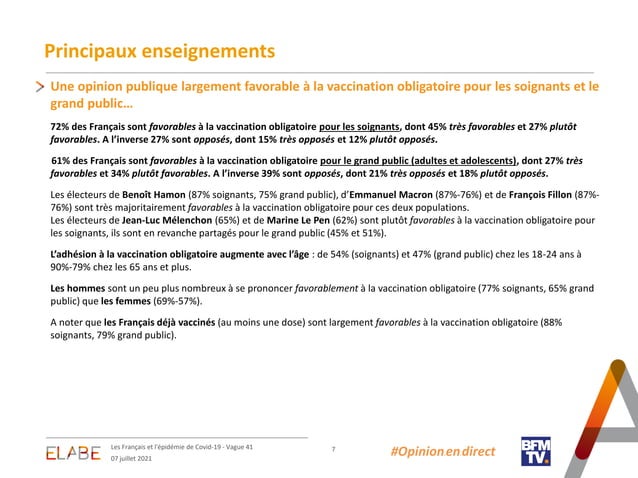 Principaux enseignements
Une opinion publique largement favorable à la vaccination obligatoire pour les soignants et le
grand public…
72% des Français sont favorables à la vaccination obligatoire pour les soignants, dont 45% très favorables et 27% plutôt
favorables. A l’inverse 27% sont opposés, dont 15% très opposés et 12% plutôt opposés.
61% des Français sont favorables à la vaccination obligatoire pour le grand public (adultes et adolescents), dont 27% très
favorables et 34% plutôt favorables. A l’inverse 39% sont opposés, dont 21% très opposés et 18% plutôt opposés.
Les électeurs de Benoît Hamon (87% soignants, 75% grand public), d’Emmanuel Macron (87%-76%) et de François Fillon (87%-
76%) sont très majoritairement favorables à la vaccination obligatoire pour ces deux populations.
Les électeurs de Jean-Luc Mélenchon (65%) et de Marine Le Pen (62%) sont plutôt favorables à la vaccination obligatoire pour
les soignants, ils sont en revanche partagés pour le grand public (45% et 51%).
L’adhésion à la vaccination obligatoire augmente avec l’âge : de 54% (soignants) et 47% (grand public) chez les 18-24 ans à
90%-79% chez les 65 ans et plus.
Les hommes sont un peu plus nombreux à se prononcer favorablement à la vaccination obligatoire (77% soignants, 65% grand
public) que les femmes (69%-57%).
A noter que les Français déjà vaccinés (au moins une dose) sont largement favorables à la vaccination obligatoire (88%
soignants, 79% grand public).
ELABE
Les Français et l'épidémie de Covid-19 - Vague 41
07 juillet 2021
7
#Opinion en direct
BFM
TV.